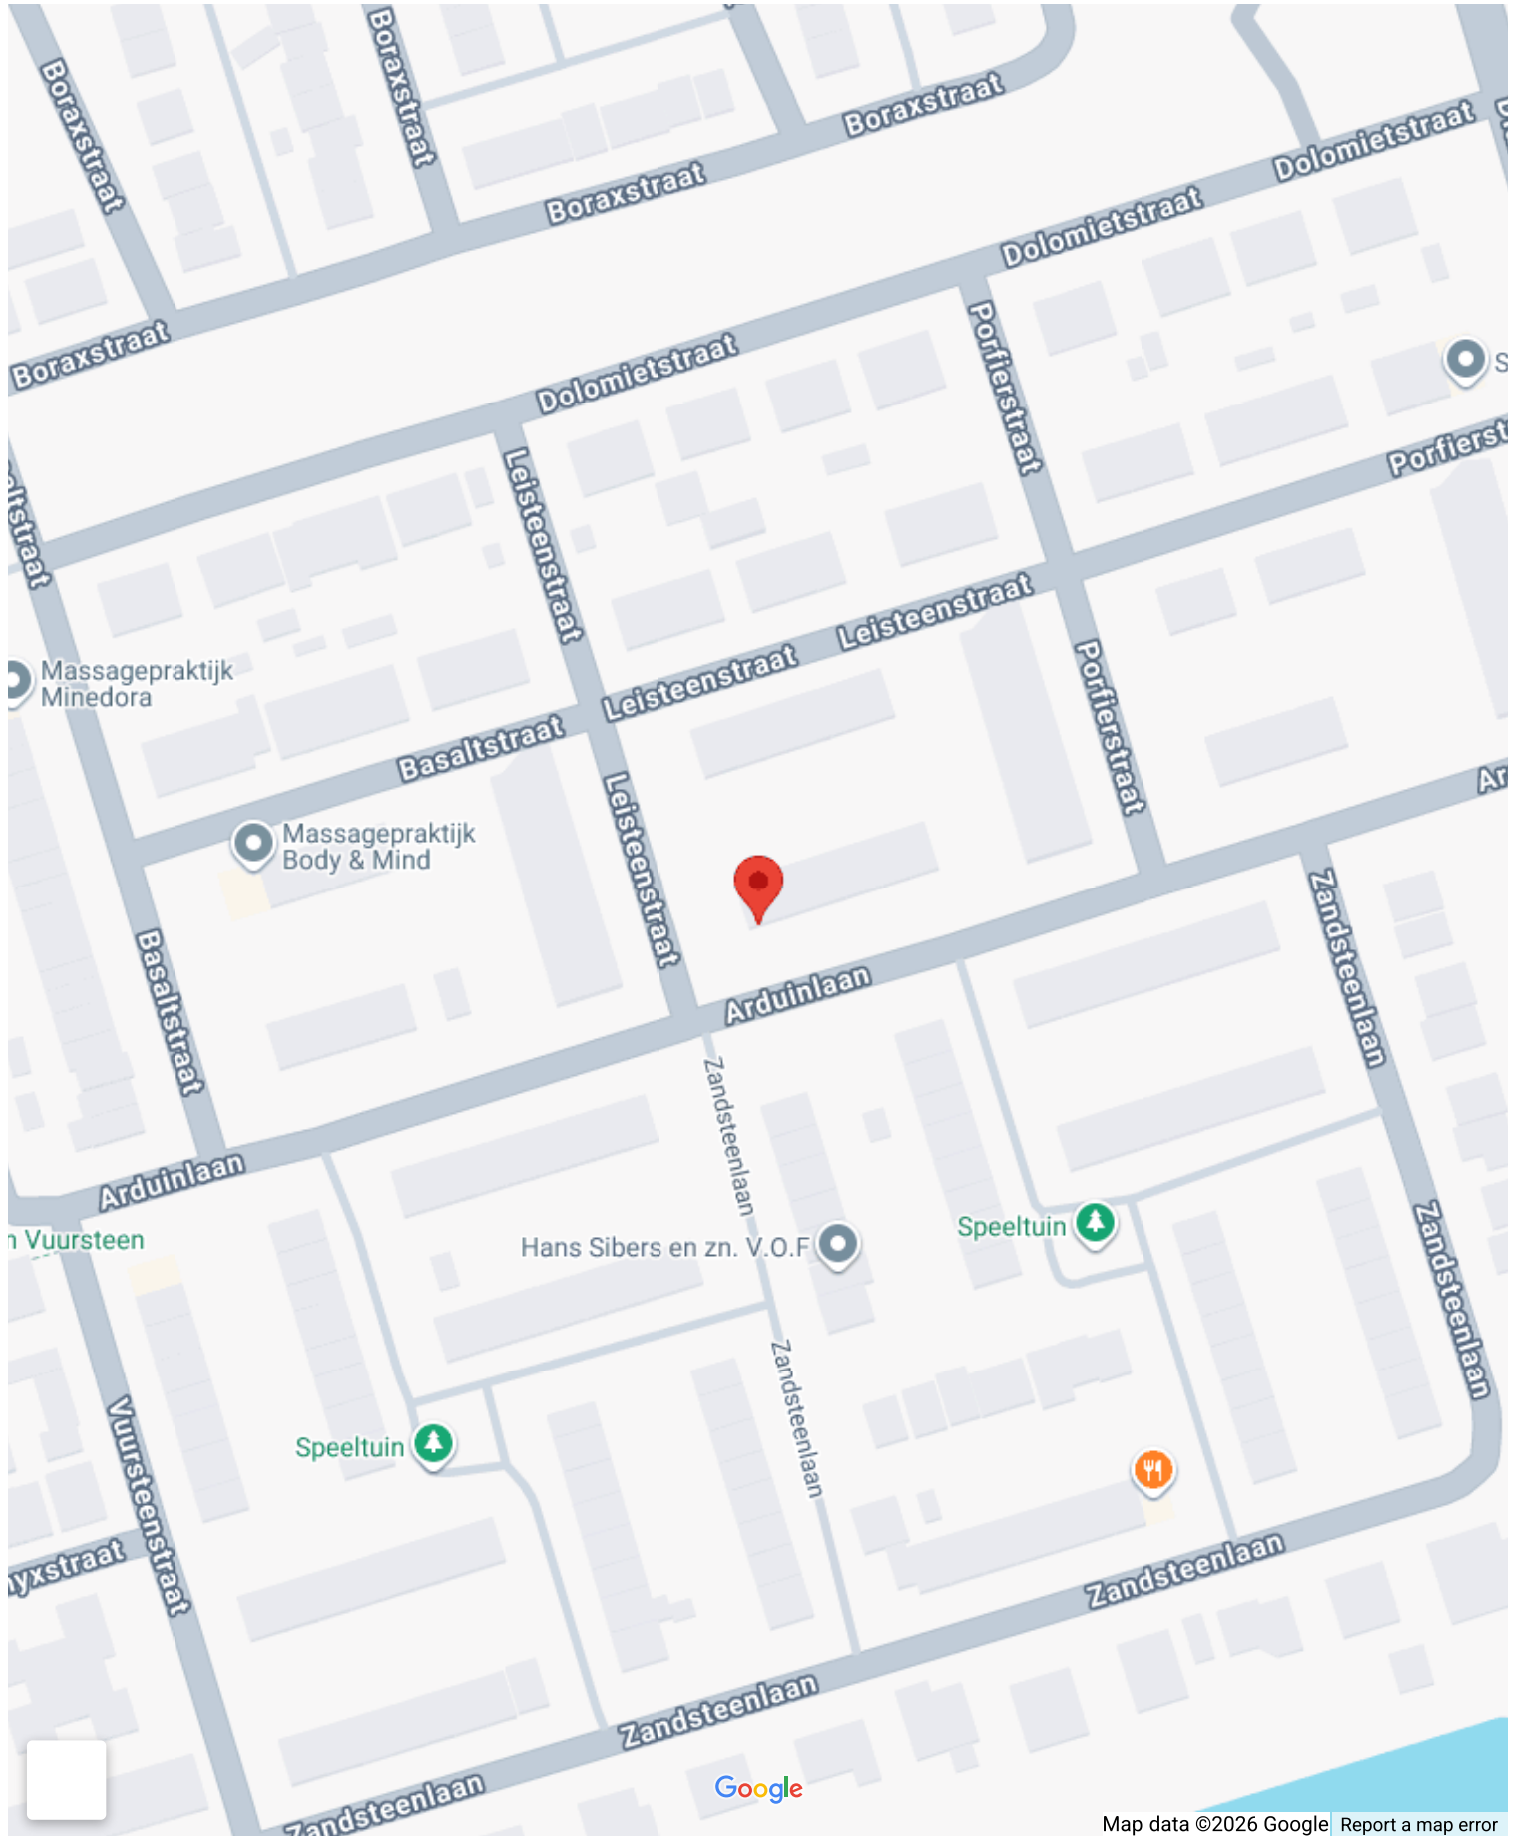 Boraxstraat
Boraxstraat
Boraxstraat
Boraxstraat
Boraxstraat
Dolomietstraat
Dolomietstraat
Dolomietstraat
Porfierstraat
Leisteenstraat
Leisteenstraat
Leisteenstraat
Massagepraktijk
Minedora
Basaltstraat
Porfierstraat
Leisteenstraat
Massagepraktijk
Body & Mind
Basaltstraat
Arduinlaan
Zandsteenlaan
Arduinlaan
Zandsteenlaan
Vuursteen
Hans Sibers en zn. V.O.F
Speeltuin
Zandsteenlaan
Zandsteenlaan
Speeltuin
Vuursteenstraat
Zandsteenlaan
Zandsteenlaan
Zandsteenlaan
Google
Map data ©2026 Google
Report a map error